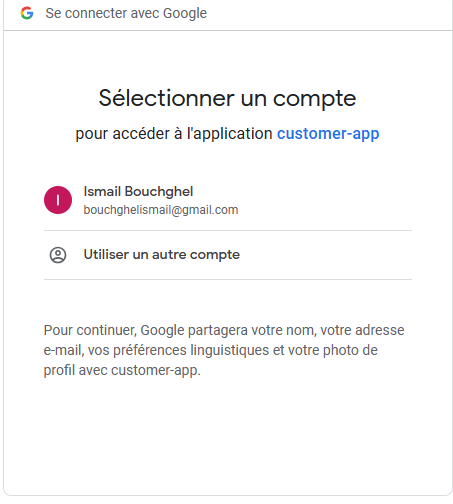 Se connecter avec Google
Sélectionner un compte
pour accéder à l'application customer-app
I
Ismail Bouchghel
bouchghelismail@gmail.com
Utiliser un autre compte
Pour continuer, Google partagera votre nom, votre adresse
e-mail, vos préférences linguistiques et votre photo de
profil avec customer-app.